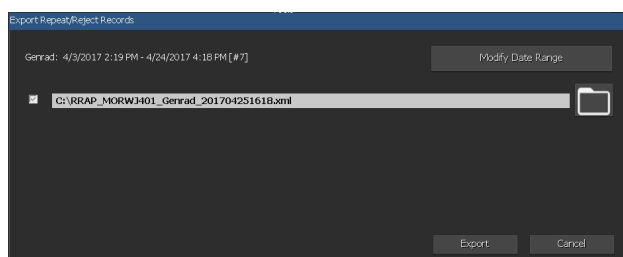 Export Repeat/Reject Records
Genrad: 4/3/2017 2:19 PM - 4/24/2017 4:18 PM [#7]
Modify Date Range
C:\RRAP_MORWJ401_Genrad_201704251618.xml
Export
Cancel